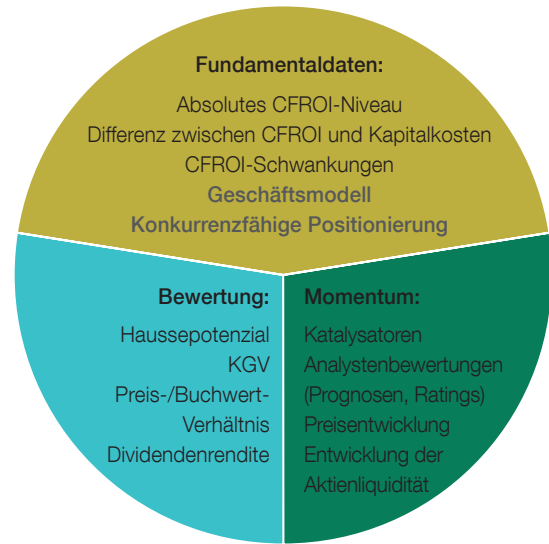 Fundamentaldaten:
Absolutes CFROI-Niveau
Differenz zwischen CFROI und Kapitalkosten
CFROI-Schwankungen
Geschäftsmodell
Konkurrenzfähige Positionierung
Bewertung:
Haussepotenzial
KGV
Preis-/Buchwert-
Verhältnis
Dividendenrendite
Momentum:
Katalysatoren
Analystenbewertungen
(Prognosen, Ratings)
Preisentwicklung
Entwicklung der
Aktienliquidität